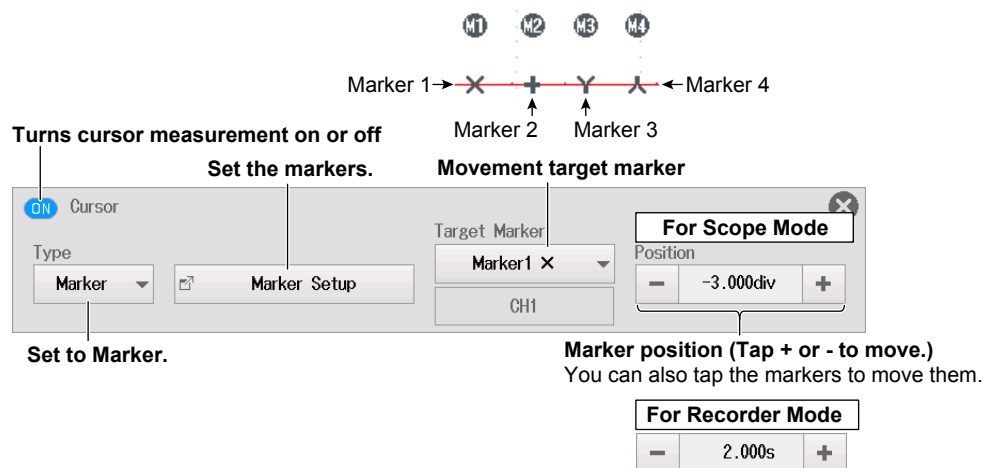 M1 M2 M3 M4
Marker 1 Marker 4
Marker 2 Marker 3
Turns cursor measurement on or off
Set the markers.
Movement target marker
ON Cursor
For Scope Mode
Type
Target Marker
Position
Marker
Marker Setup
Marker1 ×
− -3.000div +
CH1
Set to Marker.
Marker position (Tap + or - to move.)
You can also tap the markers to move them.
For Recorder Mode
− 2.000s +